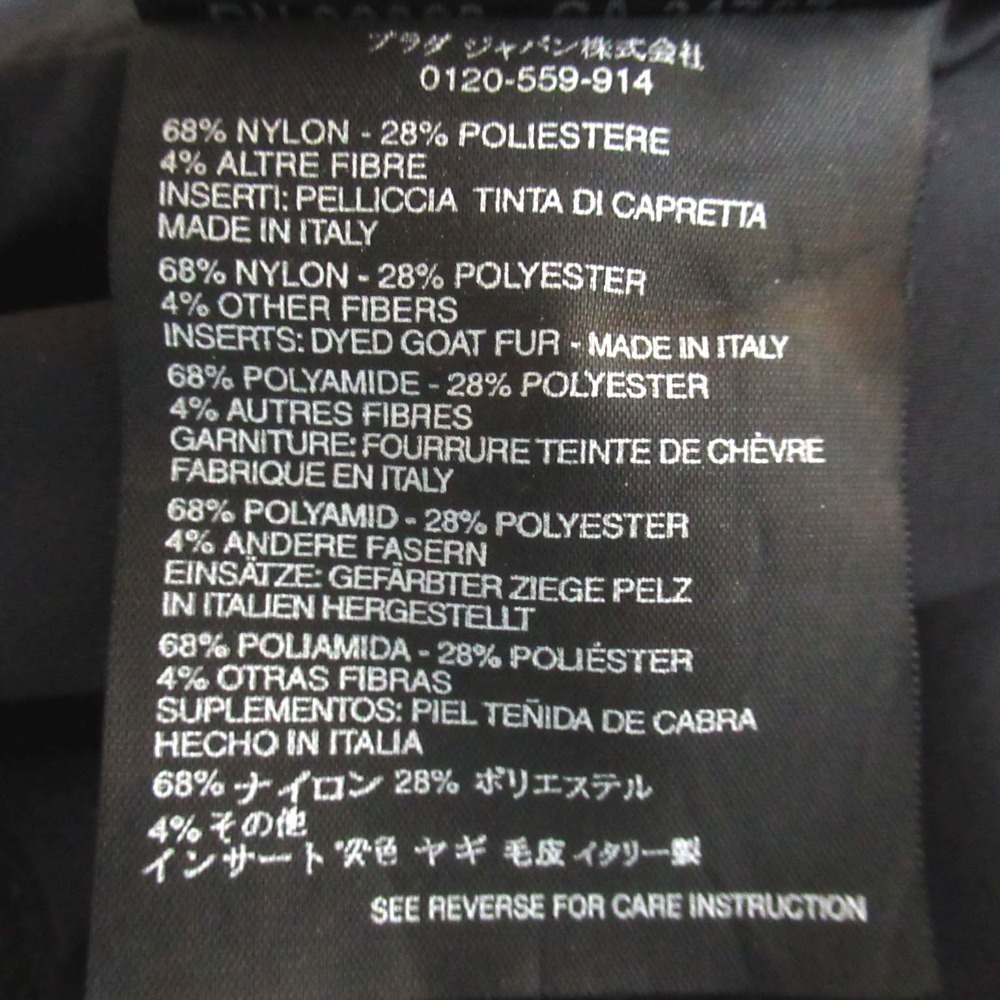 プラダ ジャパン株式会社
0120-559-914
68% NYLON - 28% POLIESTERE
4% ALTRE FIBRE
INSERTI: PELLICCIA TINTA DI CAPRETTA
MADE IN ITALY
68% NYLON - 28% POLYESTER
4% OTHER FIBERS
INSERTS: DYED GOAT FUR - MADE IN ITALY
68% POLYAMIDE - 28% POLYESTER
4% AUTRES FIBRES
GARNITURE: FOURRURE TEINTE DE CHÈVRE
FABRIQUE EN ITALY
68% POLYAMID - 28% POLYESTER
4% ANDERE FASERN
EINSÄTZE: GEFÄRBTER ZIEGE PELZ
IN ITALIEN HERGESTELLT
68% POLIAMIDA - 28% POLIÉSTER
4% OTRAS FIBRAS
SUPLEMENTOS: PIEL TEÑIDA DE CABRA
HECHO IN ITALIA
68% ナイロン 28% ポリエステル
4% その他
インサート 染色 ヤギ 毛皮 イタリー製
SEE REVERSE FOR CARE INSTRUCTION